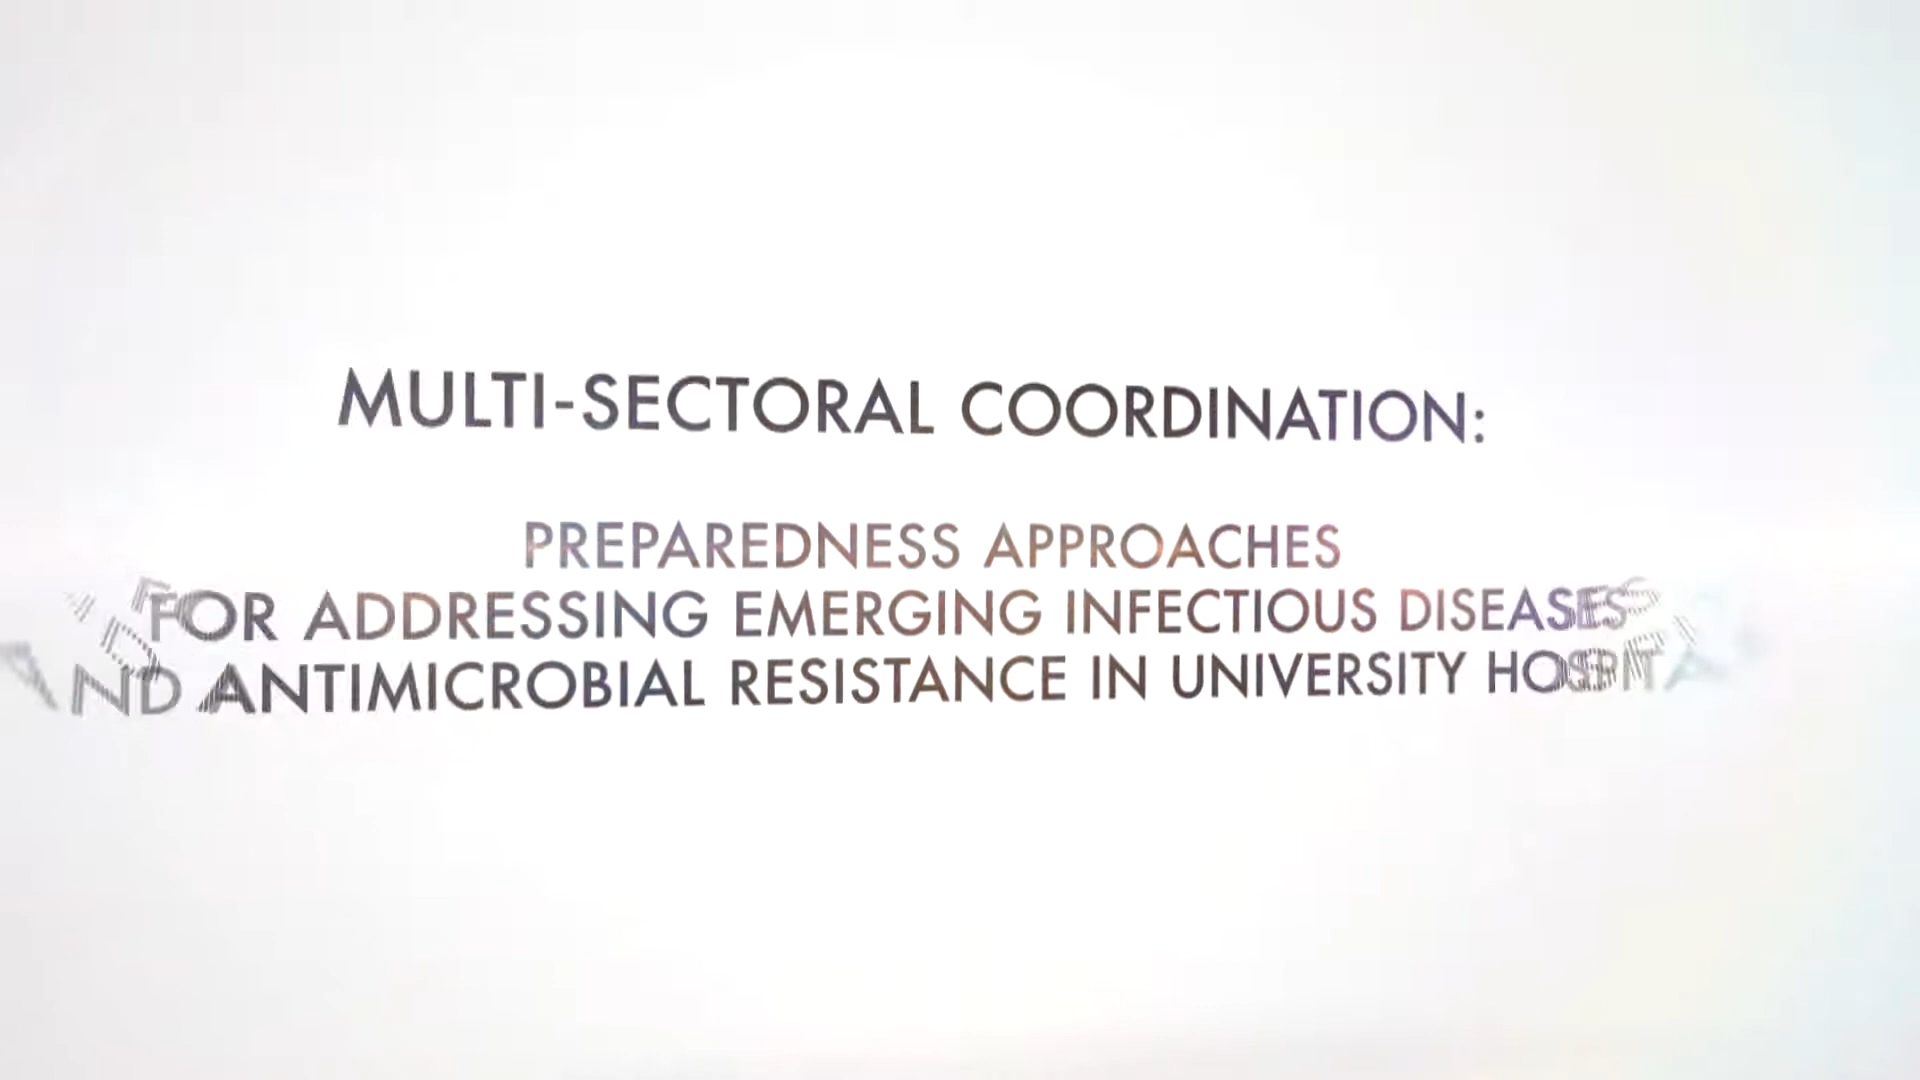 MULTI-SECTORAL COORDINATION:
PREPAREDNESS APPROACHES
FOR ADDRESSING EMERGING INFECTIOUS DISEASES
AND ANTIMICROBIAL RESISTANCE IN UNIVERSITY